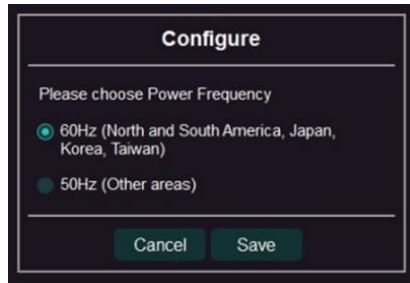 Configure
Please choose Power Frequency
60Hz (North and South America, Japan,
Korea, Taiwan)
50Hz (Other areas)
Cancel Save